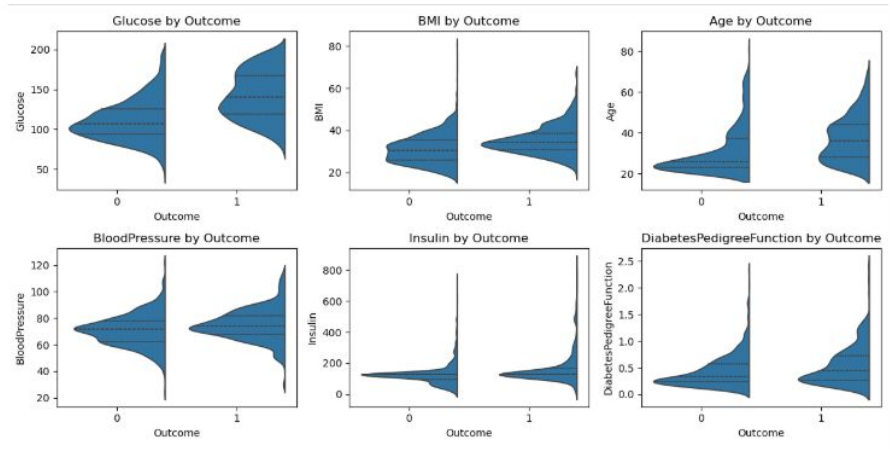 Glucose by Outcome
200
150
100
50
Glucose
0
1
Outcome
BMI by Outcome
80
60
40
20
BMI
0
1
Outcome
Age by Outcome
80
60
40
20
Age
0
1
Outcome
BloodPressure by Outcome
120
100
80
60
40
20
BloodPressure
0
1
Outcome
Insulin by Outcome
800
600
400
200
0
Insulin
0
1
Outcome
DiabetesPedigreeFunction by Outcome
2.5
2.0
1.5
1.0
0.5
0.0
DiabetesPedigreeFunction
0
1
Outcome